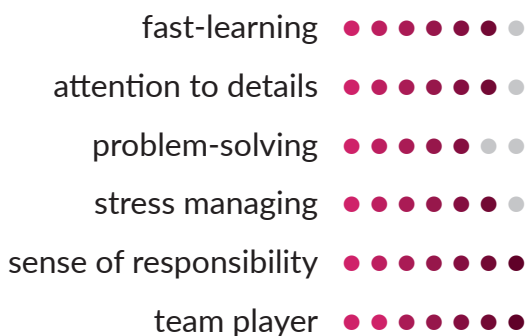 fast-learning
attention to details
problem-solving
stress managing
sense of responsibility
team player